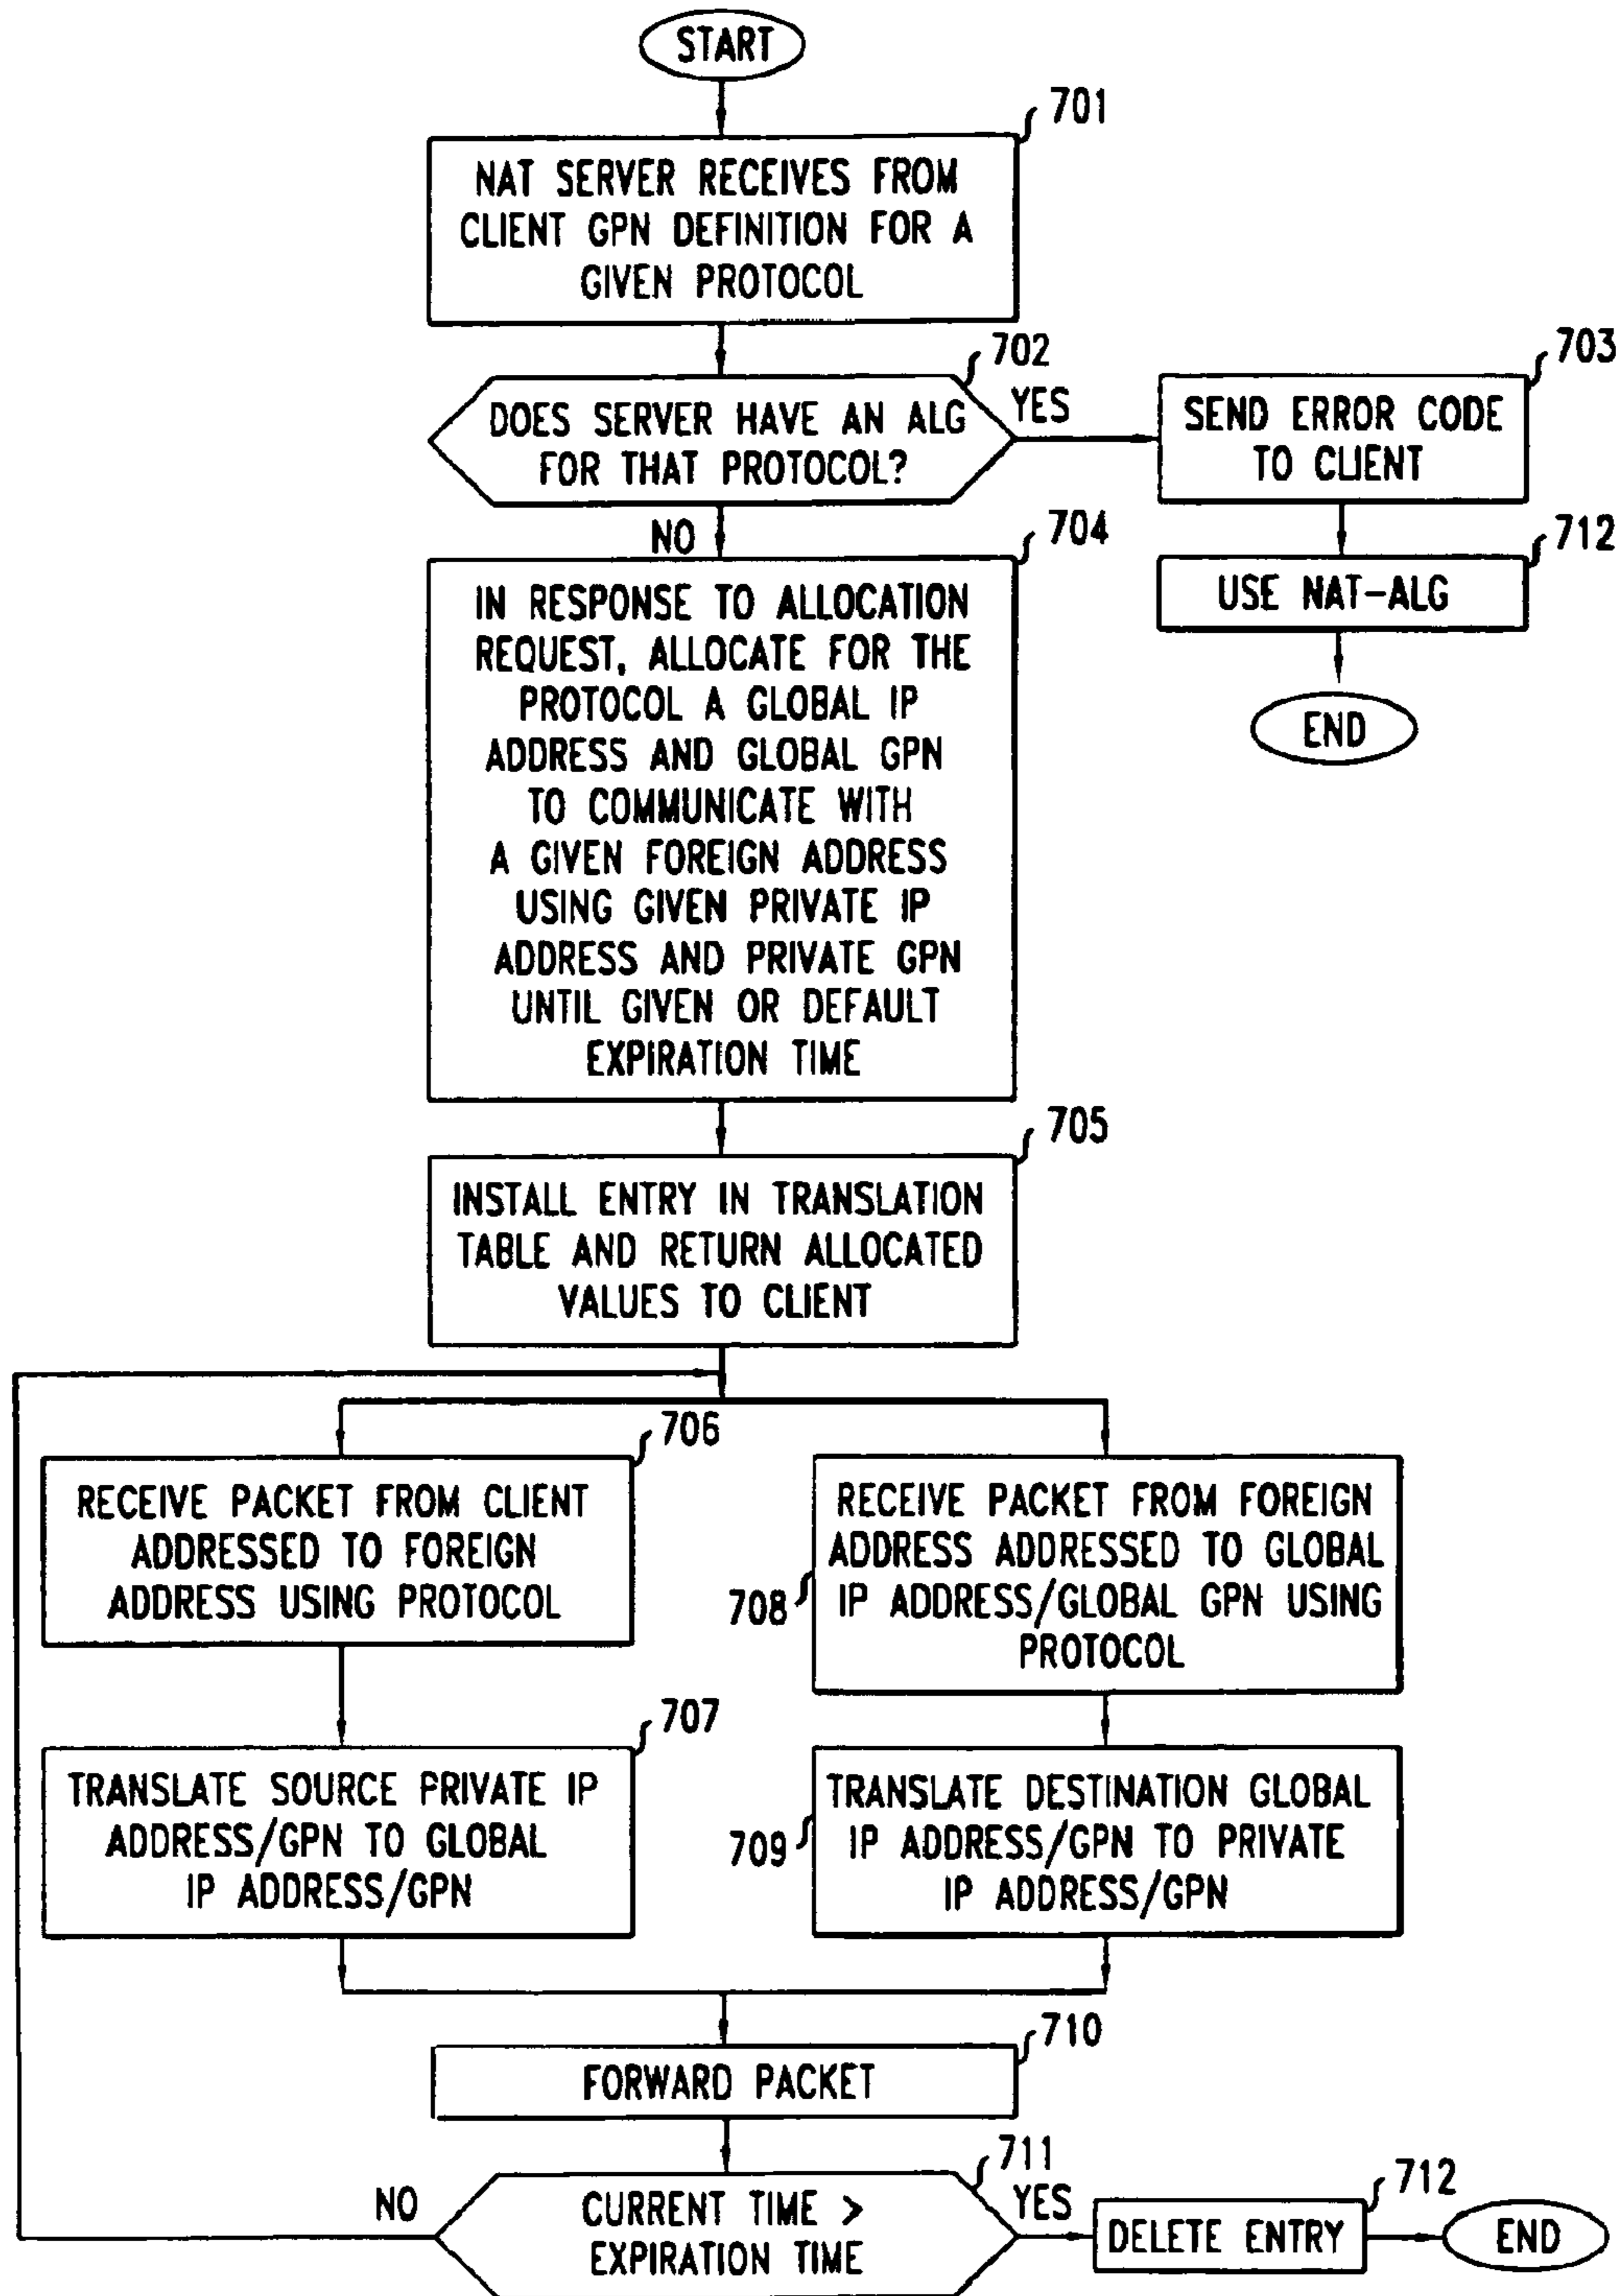 START
701
NAT SERVER RECEIVES FROM
CLIENT GPN DEFINITION FOR A
GIVEN PROTOCOL
702
DOES SERVER HAVE AN ALG
FOR THAT PROTOCOL?
YES
703
SEND ERROR CODE
TO CLIENT
712
USE NAT-ALG
END
NO
704
IN RESPONSE TO ALLOCATION
REQUEST, ALLOCATE FOR THE
PROTOCOL A GLOBAL IP
ADDRESS AND GLOBAL GPN
TO COMMUNICATE WITH
A GIVEN FOREIGN ADDRESS
USING GIVEN PRIVATE IP
ADDRESS AND PRIVATE GPN
UNTIL GIVEN OR DEFAULT
EXPIRATION TIME
705
INSTALL ENTRY IN TRANSLATION
TABLE AND RETURN ALLOCATED
VALUES TO CLIENT
706
RECEIVE PACKET FROM CLIENT
ADDRESSED TO FOREIGN
ADDRESS USING PROTOCOL
707
TRANSLATE SOURCE PRIVATE IP
ADDRESS/GPN TO GLOBAL
IP ADDRESS/GPN
708
RECEIVE PACKET FROM FOREIGN
ADDRESS ADDRESSED TO GLOBAL
IP ADDRESS/GLOBAL GPN USING
PROTOCOL
709
TRANSLATE DESTINATION GLOBAL
IP ADDRESS/GPN TO PRIVATE
IP ADDRESS/GPN
710
FORWARD PACKET
711
NO
CURRENT TIME >
EXPIRATION TIME
YES
712
DELETE ENTRY
END